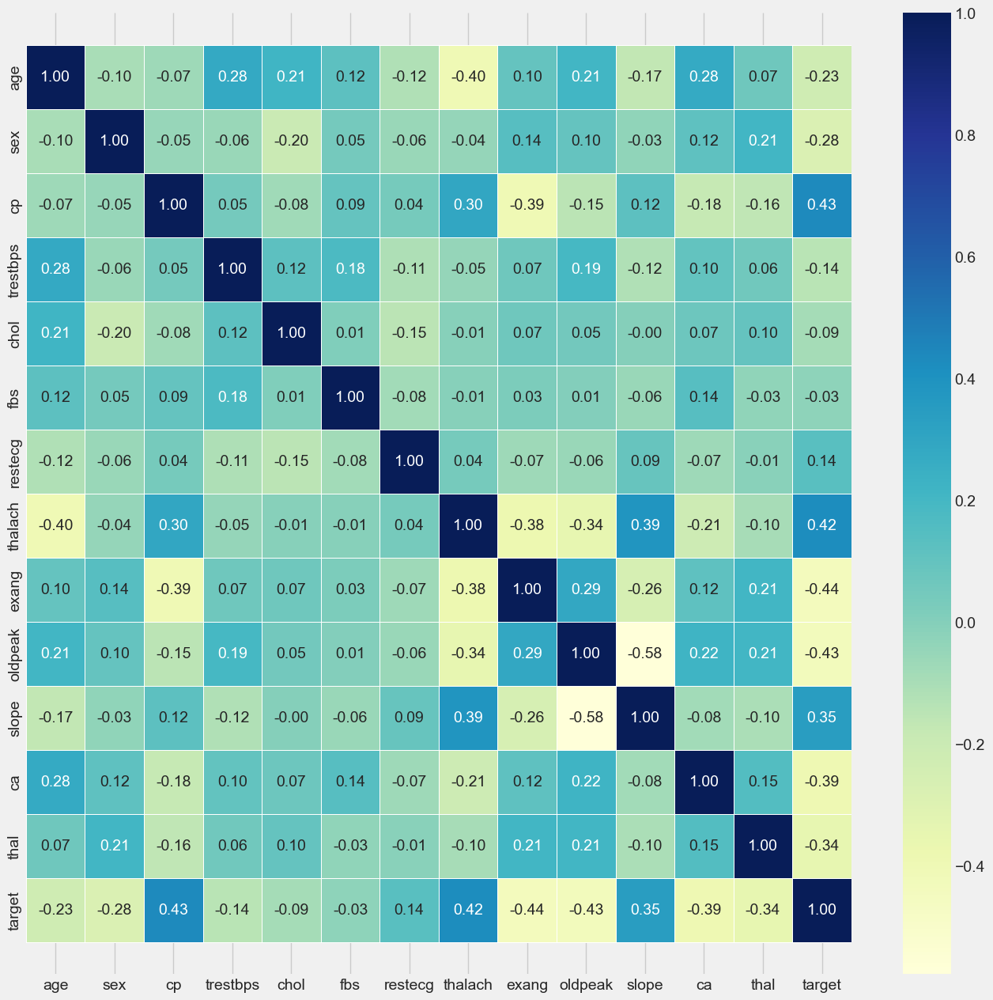 1.0
age 1.00 -0.10 -0.07 0.28 0.21 0.12 -0.12 -0.40 0.10 0.21 -0.17 0.28 0.07 -0.23
sex -0.10 1.00 -0.05 -0.06 -0.20 0.05 -0.06 -0.04 0.14 0.10 -0.03 0.12 0.21 -0.28
0.8
cp -0.07 -0.05 1.00 0.05 -0.08 0.09 0.04 0.30 -0.39 -0.15 0.12 -0.18 -0.16 0.43
trestbps 0.28 -0.06 0.05 1.00 0.12 0.18 -0.11 -0.05 0.07 0.19 -0.12 0.10 0.06 -0.14
0.6
chol 0.21 -0.20 -0.08 0.12 1.00 0.01 -0.15 -0.01 0.07 0.05 -0.00 0.07 0.10 -0.09
0.4
fbs 0.12 0.05 0.09 0.18 0.01 1.00 -0.08 -0.01 0.03 0.01 -0.06 0.14 -0.03 -0.03
restecg -0.12 -0.06 0.04 -0.11 -0.15 -0.08 1.00 0.04 -0.07 -0.06 0.09 -0.07 -0.01 0.14
0.2
thalach -0.40 -0.04 0.30 -0.05 -0.01 -0.01 0.04 1.00 -0.38 -0.34 0.39 -0.21 -0.10 0.42
exang 0.10 0.14 -0.39 0.07 0.07 0.03 -0.07 -0.38 1.00 0.29 -0.26 0.12 0.21 -0.44
0.0
oldpeak 0.21 0.10 -0.15 0.19 0.05 0.01 -0.06 -0.34 0.29 1.00 -0.58 0.22 0.21 -0.43
slope -0.17 -0.03 0.12 -0.12 -0.00 -0.06 0.09 0.39 -0.26 -0.58 1.00 -0.08 -0.10 0.35
−0.2
ca 0.28 0.12 -0.18 0.10 0.07 0.14 -0.07 -0.21 0.12 0.22 -0.08 1.00 0.15 -0.39
thal 0.07 0.21 -0.16 0.06 0.10 -0.03 -0.01 -0.10 0.21 0.21 -0.10 0.15 1.00 -0.34
−0.4
target -0.23 -0.28 0.43 -0.14 -0.09 -0.03 0.14 0.42 -0.44 -0.43 0.35 -0.39 -0.34 1.00
age sex cp trestbps chol fbs restecg thalach exang oldpeak slope ca thal target